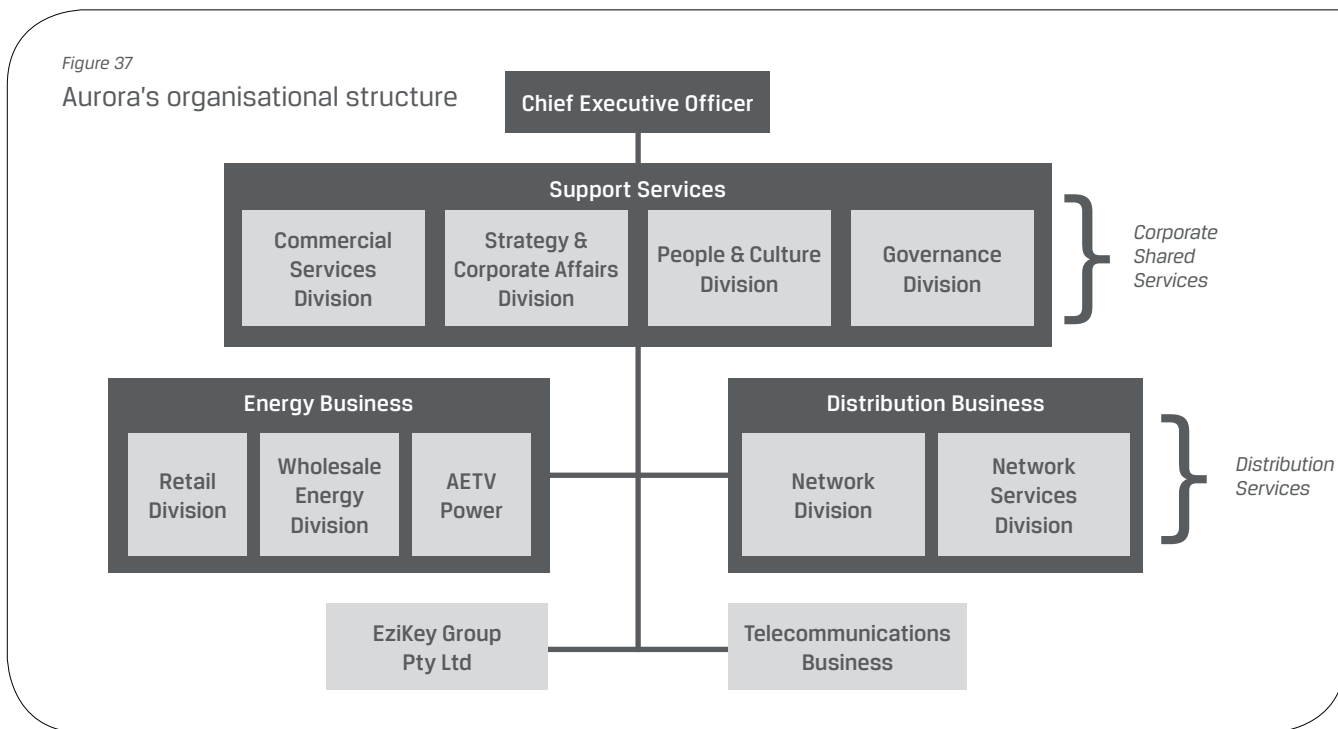 Figure 37
Aurora's organisational structure
Chief Executive Officer
Support Services
Commercial
Services
Division
Strategy &
Corporate Affairs
Division
People & Culture
Division
Governance
Division
Corporate
Shared
Services
Energy Business
Retail
Division
Wholesale
Energy
Division
AETV
Power
Distribution Business
Network
Division
Network
Services
Division
Distribution
Services
EziKey Group
Pty Ltd
Telecommunications
Business